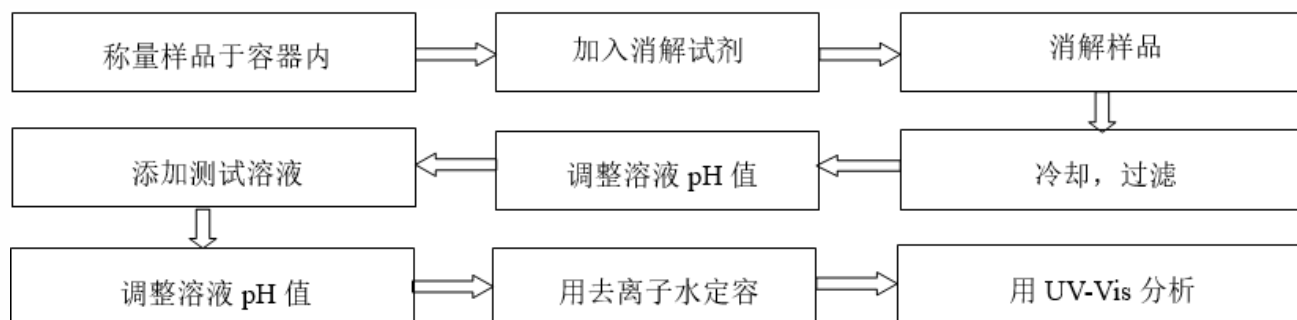 称量样品于容器内
加入消解试剂
消解样品
冷却，过滤
调整溶液 pH 值
添加测试溶液
调整溶液 pH 值
用去离子水定容
用 UV-Vis 分析